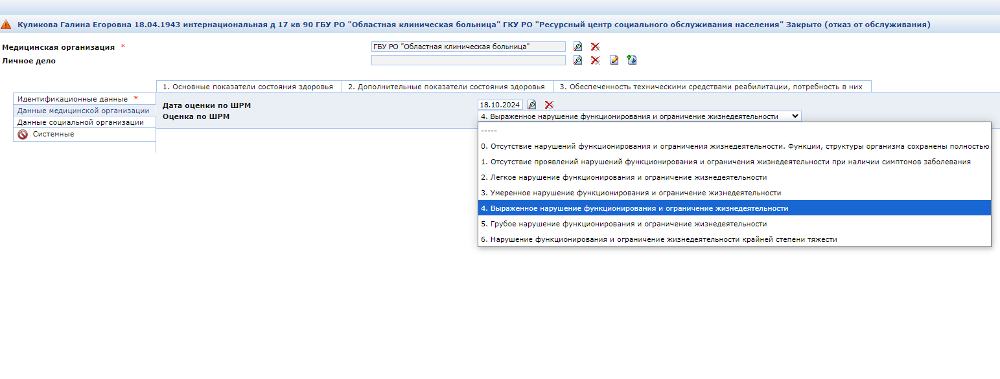 Куликова Галина Егоровна 18.04.1943 интернациональная д 17 кв 90 ГБУ РО "Областная клиническая больница" ГКУ РО "Ресурсный центр социального обслуживания населения" Закрыто (отказ от обслуживания)
Медицинская организация * ГБУ РО "Областная клиническая больница"
Личное дело
1. Основные показатели состояния здоровья 2. Дополнительные показатели состояния здоровья 3. Обеспеченность техническими средствами реабилитации, потребность в них
Идентификационные данные *
Данные медицинской организации
Данные социальной организации
Системные
Дата оценки по ШРМ 18.10.2024
Оценка по ШРМ 4. Выраженное нарушение функционирования и ограничение жизнедеятельности
-----
0. Отсутствие нарушений функционирования и ограничения жизнедеятельности. Функции, структуры организма сохранены полностью
1. Отсутствие проявлений нарушений функционирования и ограничения жизнедеятельности при наличии симптомов заболевания
2. Легкое нарушение функционирования и ограничение жизнедеятельности
3. Умеренное нарушение функционирования и ограничение жизнедеятельности
4. Выраженное нарушение функционирования и ограничение жизнедеятельности
5. Грубое нарушение функционирования и ограничение жизнедеятельности
6. Нарушение функционирования и ограничение жизнедеятельности крайней степени тяжести